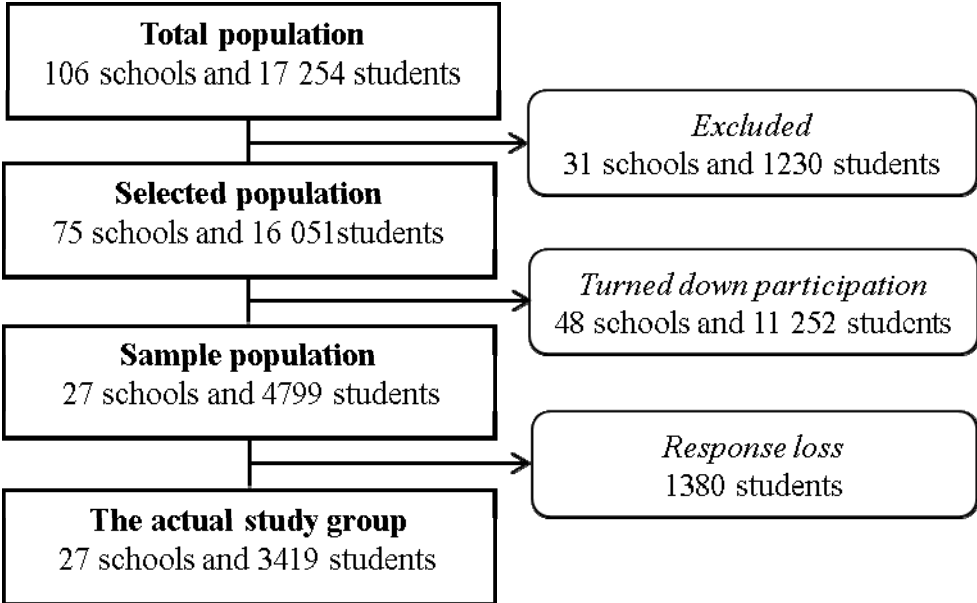 Total population
106 schools and 17 254 students
Excluded
31 schools and 1230 students
Selected population
75 schools and 16 051students
Turned down participation
48 schools and 11 252 students
Sample population
27 schools and 4799 students
Response loss
1380 students
The actual study group
27 schools and 3419 students